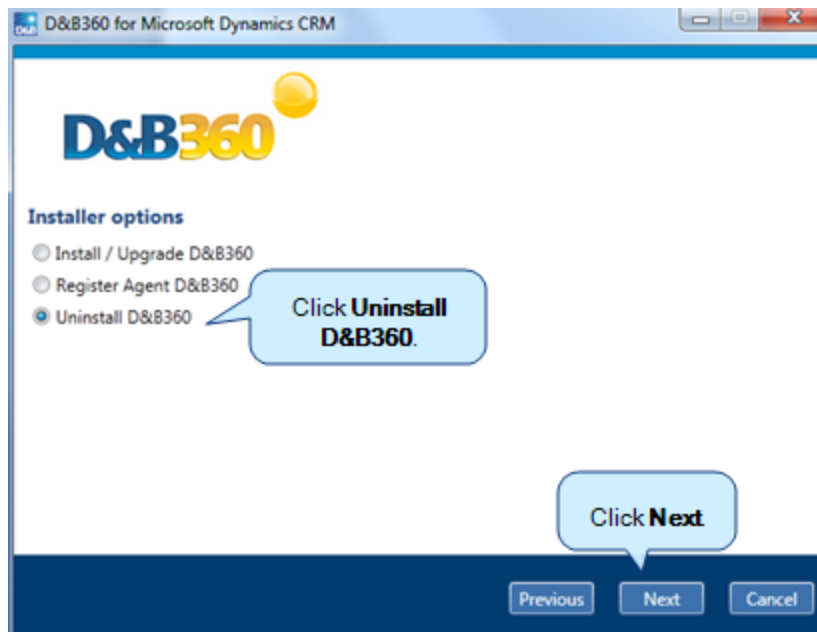 D&B360 for Microsoft Dynamics CRM
D&B360
Installer options
Install / Upgrade D&B360
Register Agent D&B360
Uninstall D&B360
Click Uninstall
D&B360.
Click Next
Previous
Next
Cancel